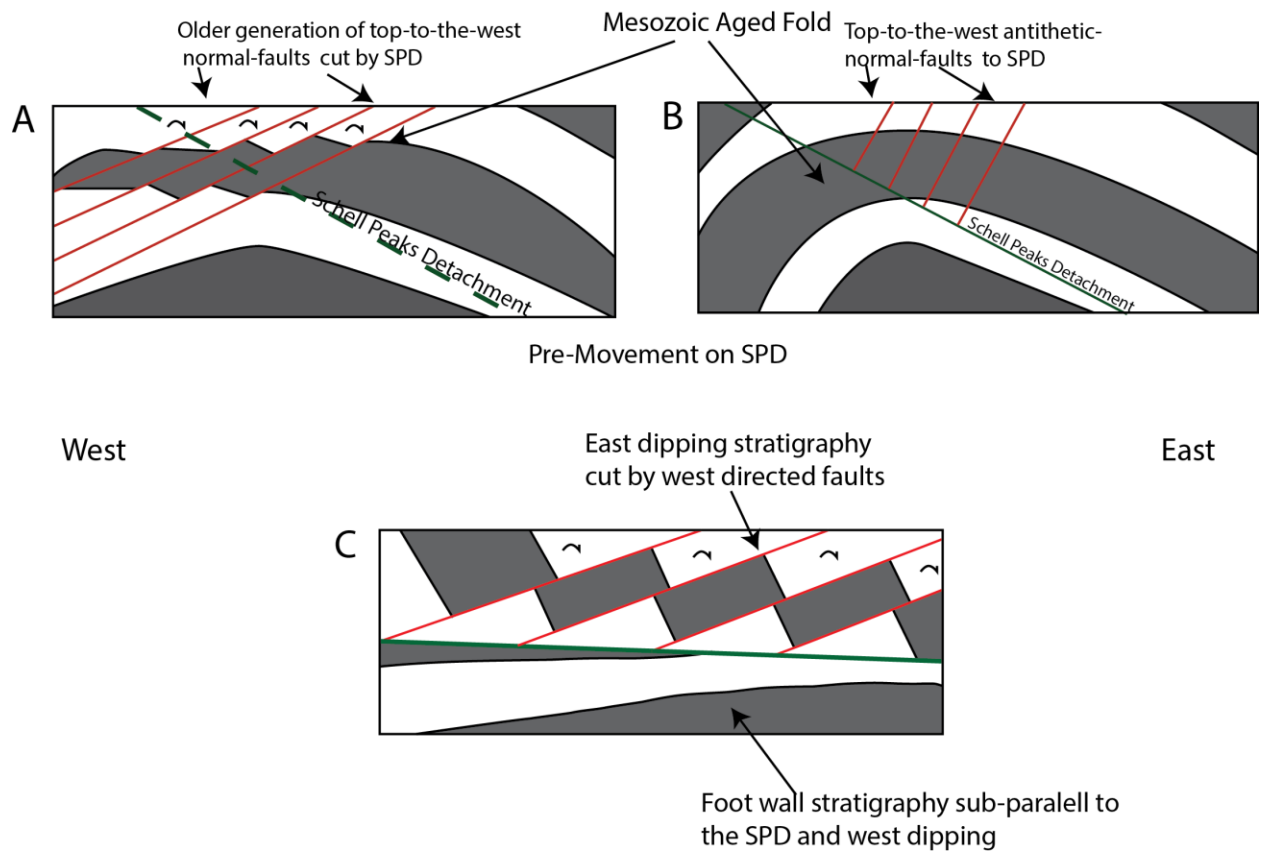 Older generation of top-to-the-west
normal-faults cut by SPD
Mesozoic Aged Fold
Top-to-the-west antithetic-
normal-faults to SPD
A
B
Schell Peaks Detachment
Schell Peaks Detachment
Pre-Movement on SPD
West
East dipping stratigraphy
cut by west directed faults
East
C
Foot wall stratigraphy sub-paralell to
the SPD and west dipping